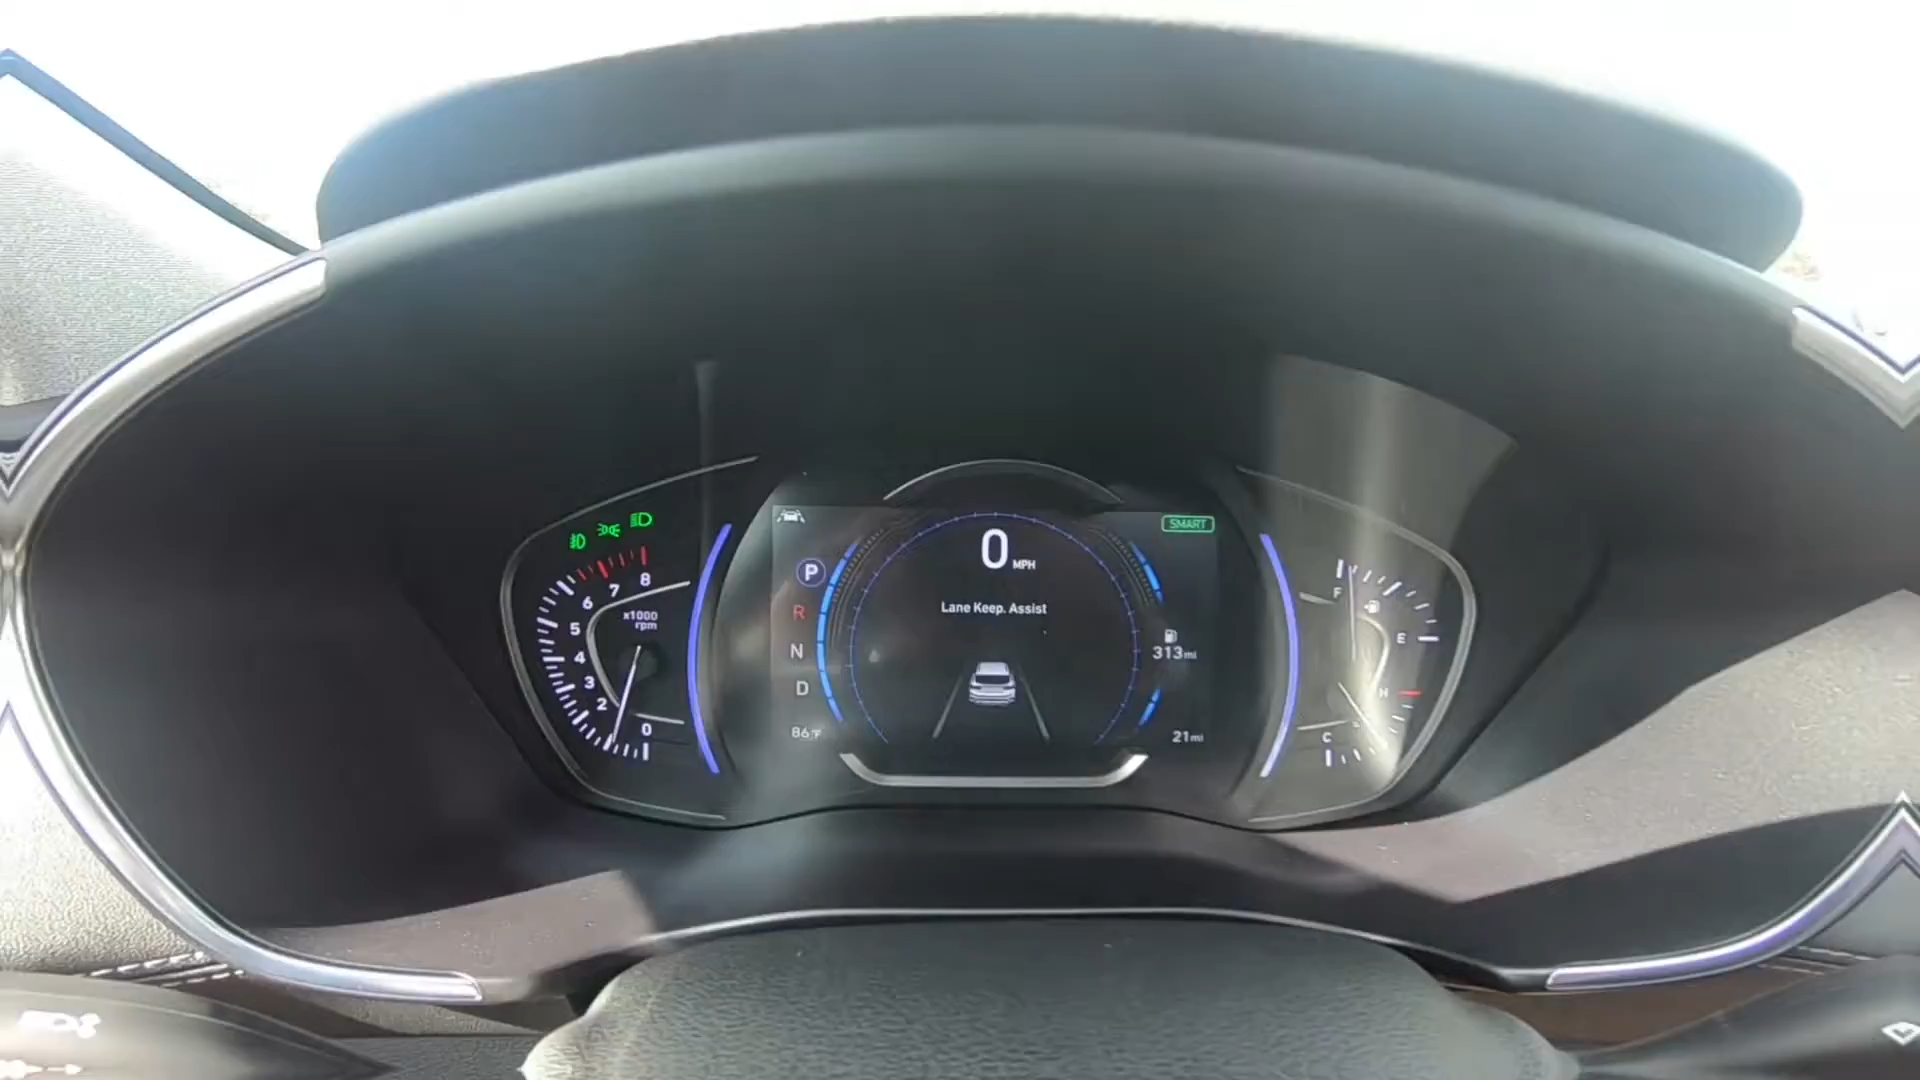 8
7
6
5
4
3
2
0
x1000
rpm
P
R
N
D
86°F
0 MPH
Lane Keep. Assist
SMART
313mi
21mi
F
E
H
C